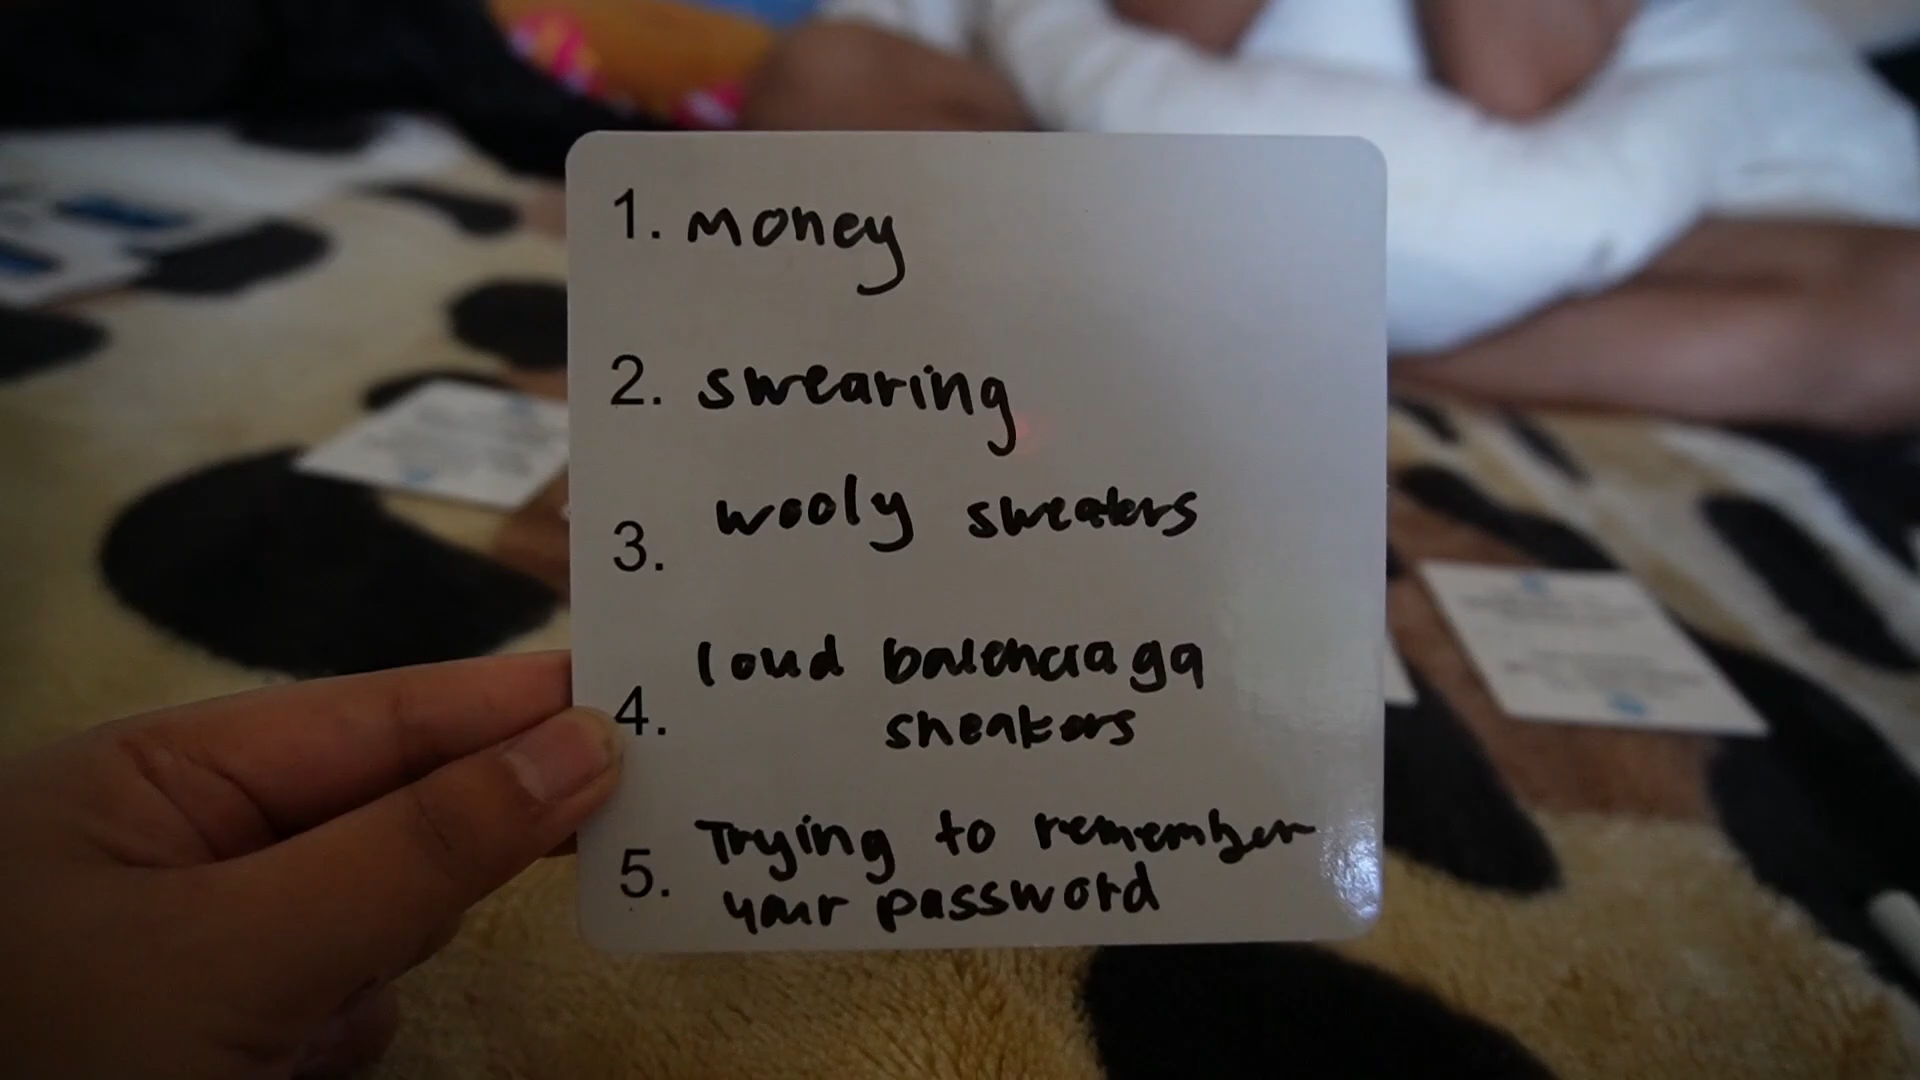 1. money
2. swearing
3. wooly sweaters
4. loud balenciaga
sneakers
5. Trying to remember
your password